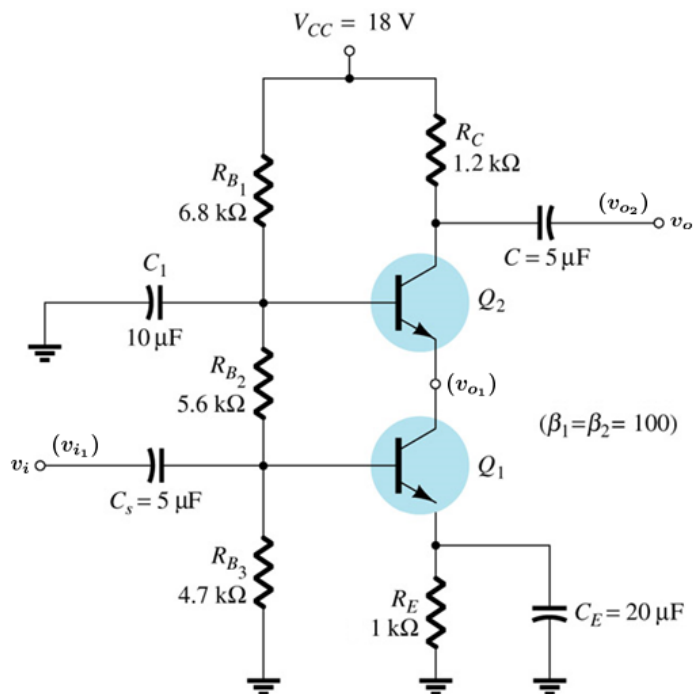 V_CC = 18 V
R_C
1.2 kΩ
R_B1
6.8 kΩ
(v_o2)
v_o
C = 5 μF
C_1
10 μF
Q_2
R_B2
5.6 kΩ
(v_o1)
(β_1=β_2= 100)
v_i
(v_i1)
C_s = 5 μF
Q_1
R_B3
4.7 kΩ
R_E
1 kΩ
C_E = 20 μF